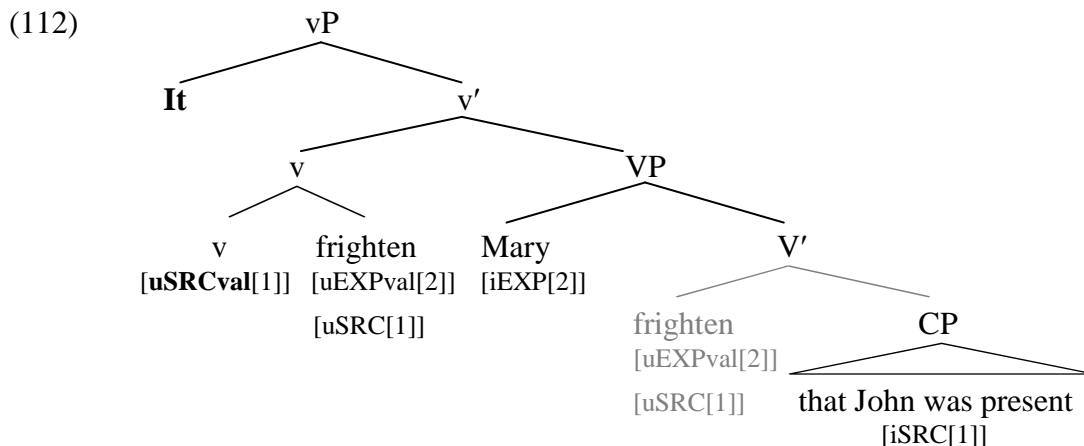 (112) vP
It v′
v VP
v frighten Mary V′
[uSRCval[1]] [uEXPval[2]] [iEXP[2]]
[uSRC[1]] frighten CP
[uEXPval[2]]
[uSRC[1]] that John was present
[iSRC[1]]